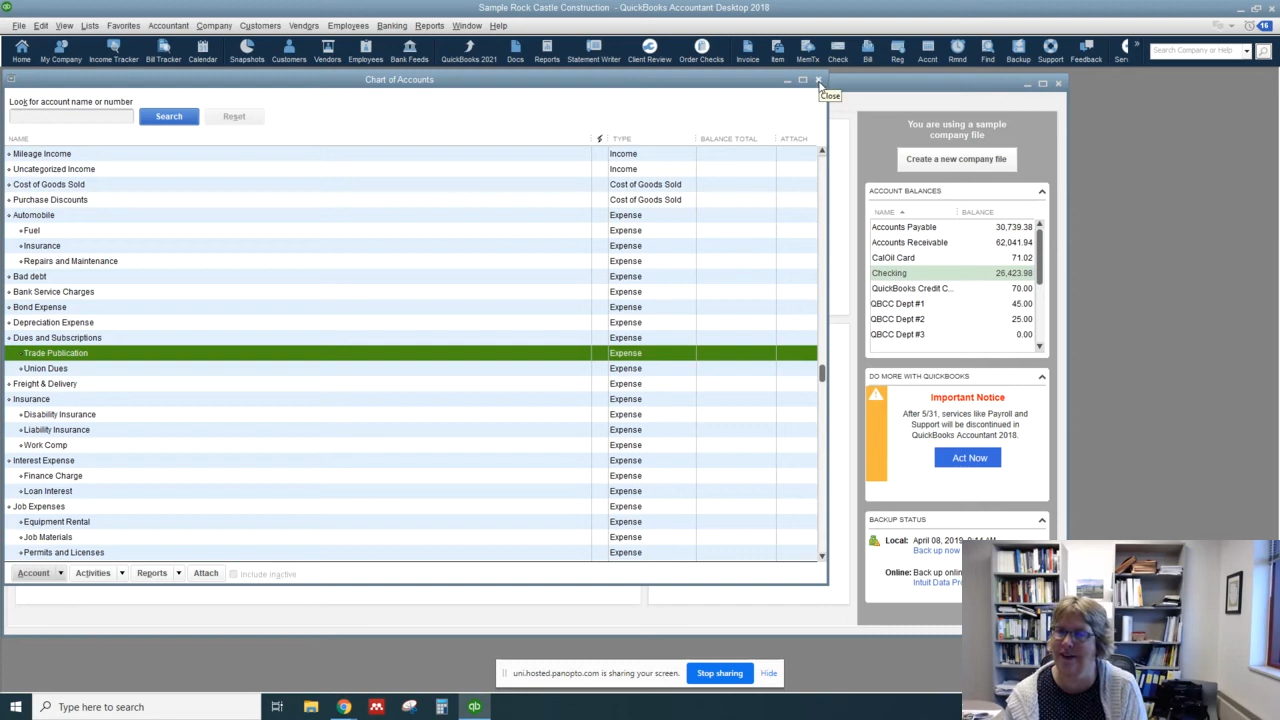 Sample Rock Castle Construction - QuickBooks Accountant Desktop 2018
File Edit View Lists Favorites Accountant Company Customers Vendors Employees Banking Reports Window Help
16
Home My Company Income Tracker Bill Tracker Calendar Snapshots Customers Vendors Employees Bank Feeds QuickBooks 2021 Docs Reports Statement Writer Client Review Order Checks Invoice Item MemTx Check Bill Reg Accnt Rmnd Find Backup Support Feedback Serv
Search Company or Help
Chart of Accounts
Close
Look for account name or number
Search Reset
NAME TYPE BALANCE TOTAL ATTACH
Mileage Income Income
Uncategorized Income Income
Cost of Goods Sold Cost of Goods Sold
Purchase Discounts Cost of Goods Sold
Automobile Expense
Fuel Expense
Insurance Expense
Repairs and Maintenance Expense
Bad debt Expense
Bank Service Charges Expense
Bond Expense Expense
Depreciation Expense Expense
Dues and Subscriptions Expense
Trade Publication Expense
Union Dues Expense
Freight & Delivery Expense
Insurance Expense
Disability Insurance Expense
Liability Insurance Expense
Work Comp Expense
Interest Expense Expense
Finance Charge Expense
Loan Interest Expense
Job Expenses Expense
Equipment Rental Expense
Job Materials Expense
Permits and Licenses Expense
Account Activities Reports Attach Include inactive
You are using a sample
company file
Create a new company file
ACCOUNT BALANCES
NAME BALANCE
Accounts Payable 30,739.38
Accounts Receivable 62,041.94
CalOil Card 71.02
Checking 26,423.98
QuickBooks Credit C... 70.00
QBCC Dept #1 45.00
QBCC Dept #2 25.00
QBCC Dept #3 0.00
DO MORE WITH QUICKBOOKS
Important Notice
After 5/31, services like Payroll and
Support will be discontinued in
QuickBooks Accountant 2018.
Act Now
BACKUP STATUS
Local: April 08, 2019,
Back up now
Online: Back up onlin
Intuit Data Pro
uni.hosted.panopto.com is sharing your screen. Stop sharing Hide
Type here to search